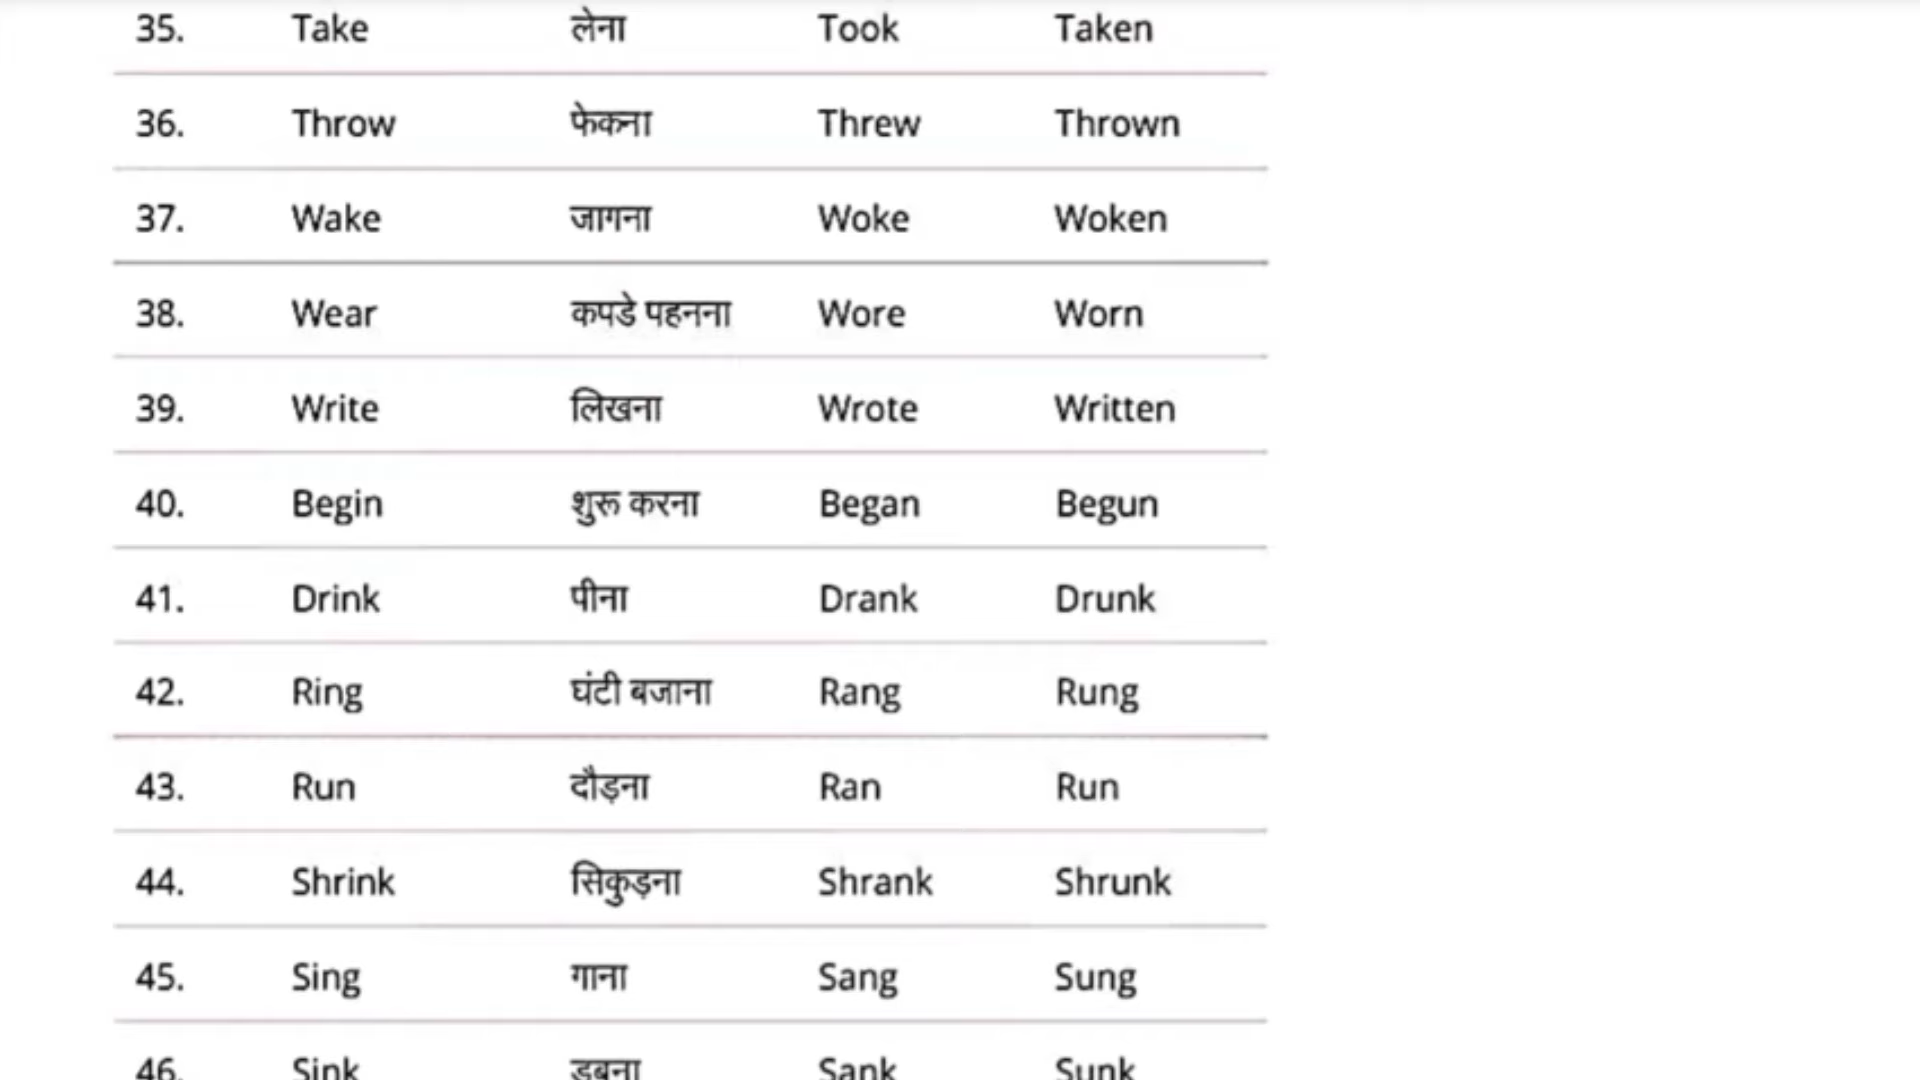 35. Take लेना Took Taken
36. Throw फेकना Threw Thrown
37. Wake जागना Woke Woken
38. Wear कपडे पहनना Wore Worn
39. Write लिखना Wrote Written
40. Begin शुरू करना Began Begun
41. Drink पीना Drank Drunk
42. Ring घंटी बजाना Rang Rung
43. Run दौड़ना Ran Run
44. Shrink सिकुड़ना Shrank Shrunk
45. Sing गाना Sang Sung
46. Sink Sank Sunk